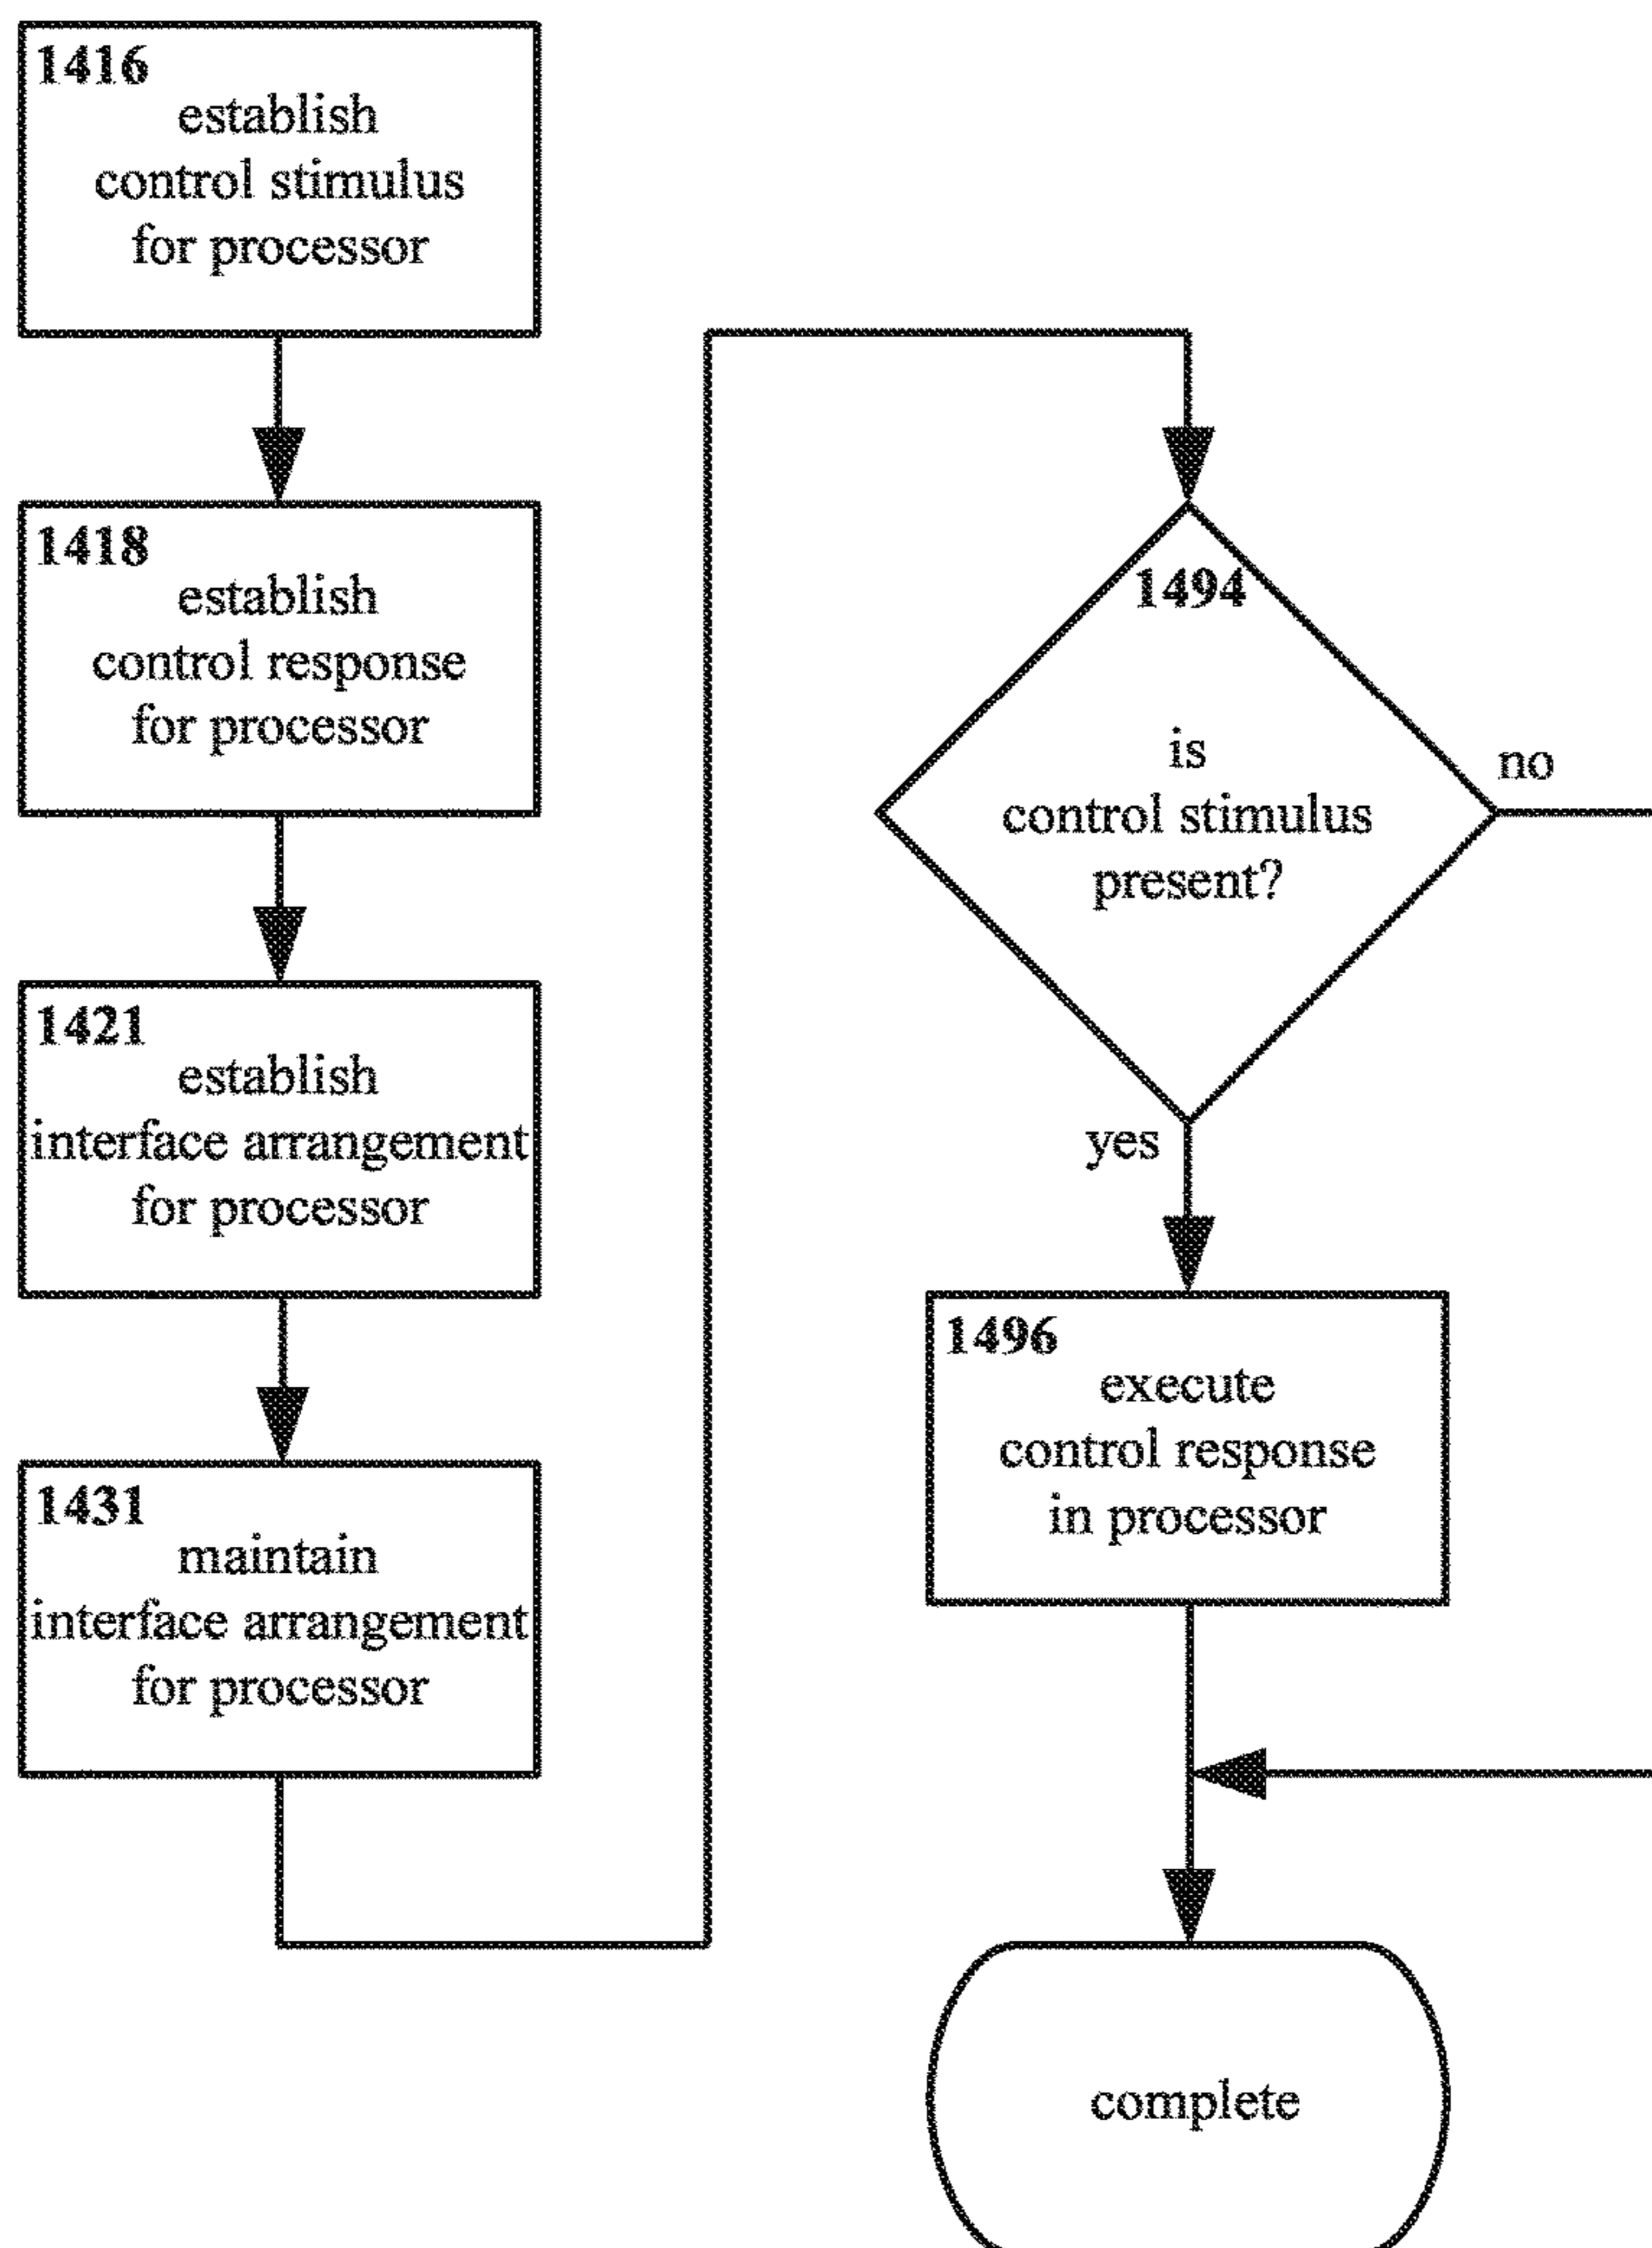 1416
establish
control stimulus
for processor
1418
establish
control response
for processor
1421
establish
interface arrangement
for processor
1431
maintain
interface arrangement
for processor
1494
is
control stimulus
present?
no
yes
1496
execute
control response
in processor
complete